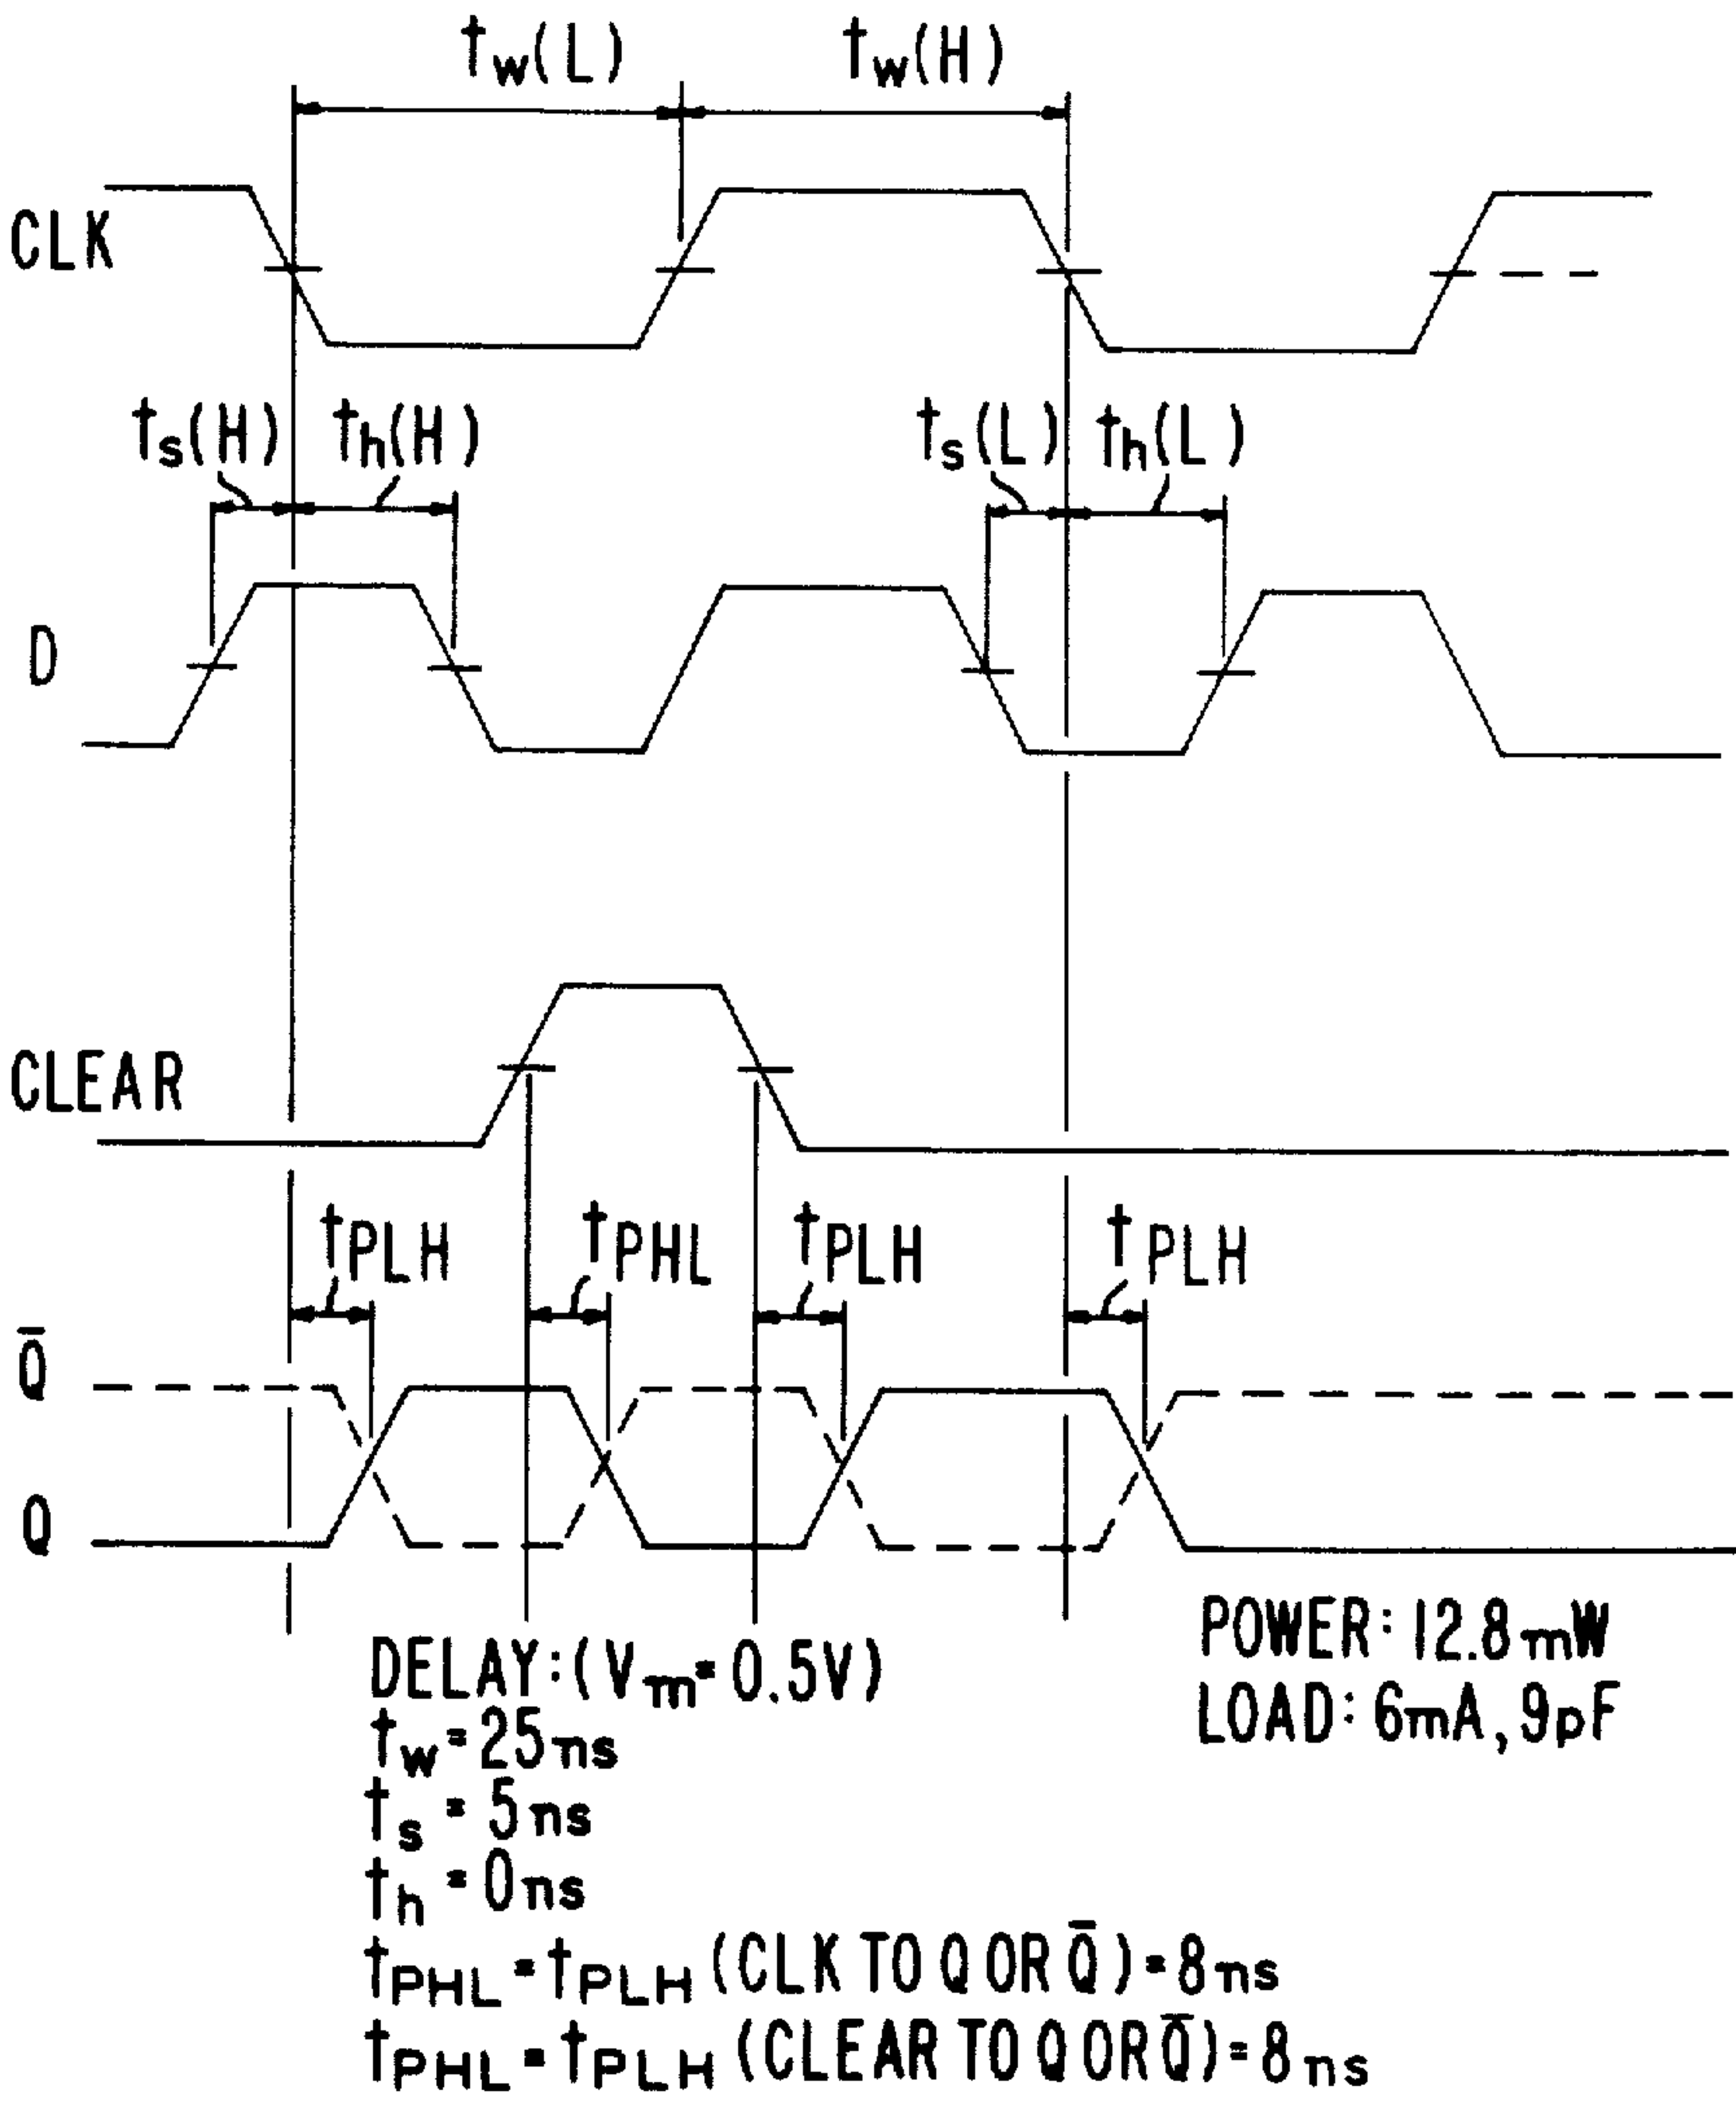 tw(L) tw(H)
CLK
ts(H) th(H) ts(L) th(L)
D
CLEAR
tPLH tPHL tPLH tPLH
Q̄
Q
DELAY:(Vm=0.5V)
tw=25ns
ts=5ns
th=0ns
tPHL=tPLH(CLK TO Q OR Q̄)=8ns
tPHL=tPLH(CLEAR TO Q OR Q̄)=8ns
POWER:12.8mW
LOAD:6mA,9pF